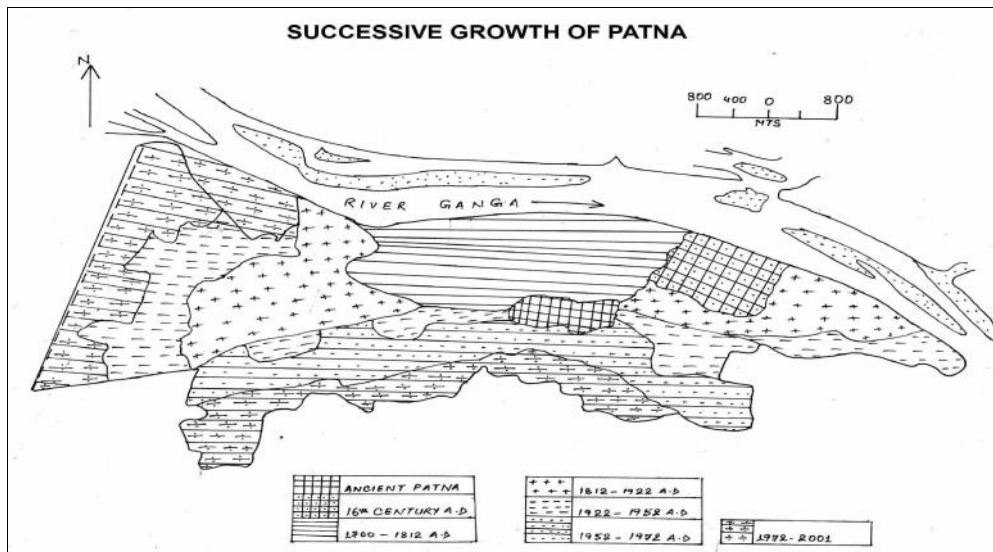 SUCCESSIVE GROWTH OF PATNA
N
800 400 0 800
MTS
RIVER GANGA
ANCIENT PATNA
16TH CENTURY A.D
1700 - 1812 A.D
1812 - 1922 A.D
1922 - 1952 A.D
1952 - 1972 A.D
1972 - 2001